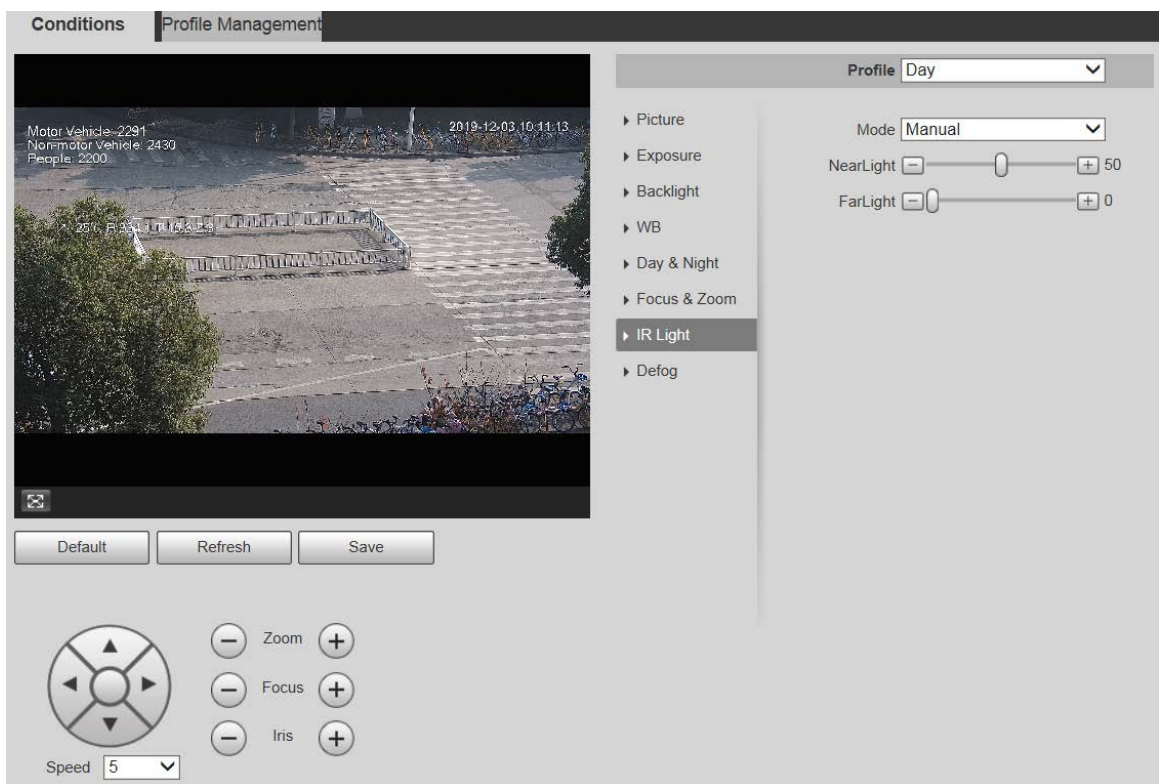 Conditions
Profile Management
Motor Vehicle: 2291
Non-motor Vehicle: 2430
People: 2200
2019-12-03 10:11:13
Default
Refresh
Save
Zoom
Focus
Iris
Speed 5
Profile Day
Picture
Exposure
Backlight
WB
Day & Night
Focus & Zoom
IR Light
Defog
Mode Manual
NearLight 50
FarLight 0